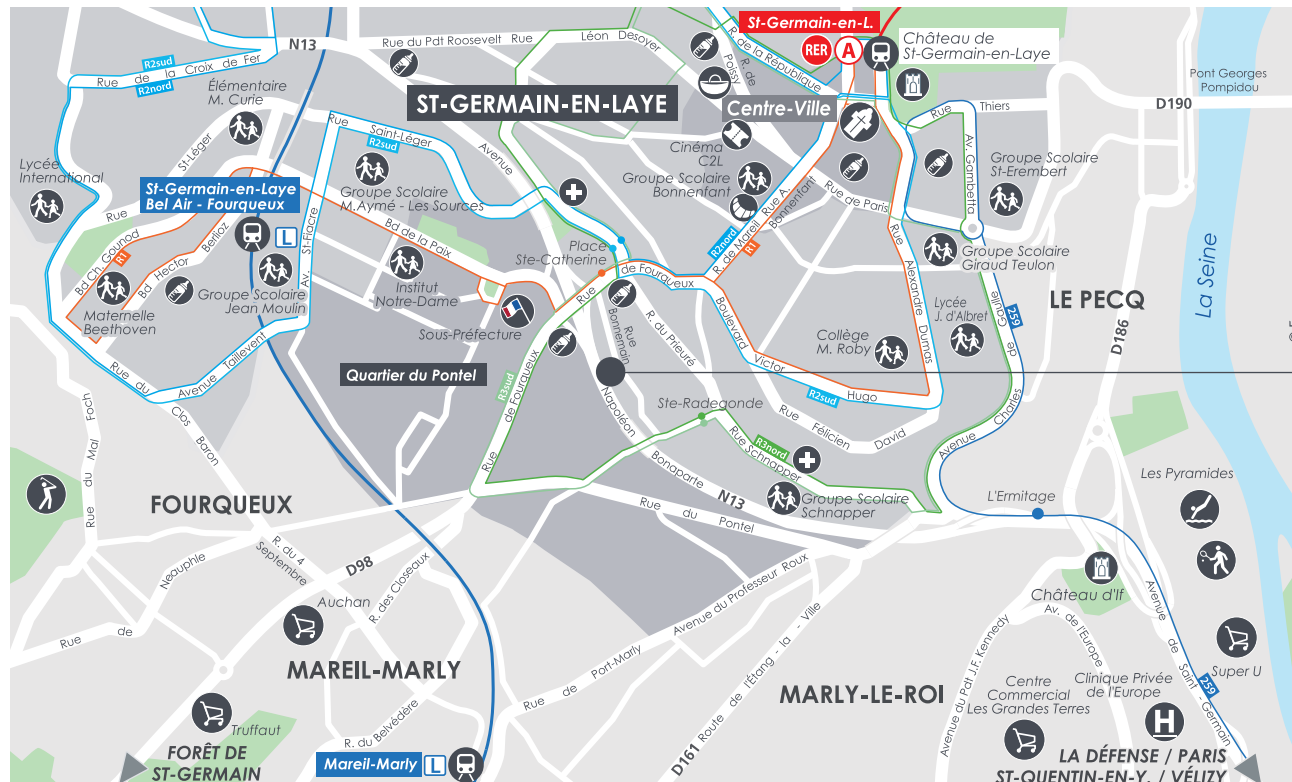 St-Germain-en-L.
RER A
Château de
St-Germain-en-Laye
N13
Rue du Pdt Roosevelt
Rue
Léon Désoyer
R. de la République
R. de
Poissy
Pont Georges
Pompidou
R2sud
Rue de la Croix de Fer
R2nord
Élémentaire
M. Curie
ST-GERMAIN-EN-LAYE
Centre-Ville
Rue
Thiers
D190
Rue
Saint-Léger
R2sud
Avenue
St-Léger
Cinéma
C2L
Av. Gambetta
Lycée
International
Groupe Scolaire
St-Erembert
Groupe Scolaire
Bonnenfant
St-Germain-en-Laye
Bel Air - Fourqueux
L
Groupe Scolaire
M.Aymé - Les Sources
Rue de Paris
Rue
Berlioz
Av. St-Fiacre
Bd de la Paix
Place
Ste-Catherine
R2nord
R. de Mareil
R1
Rue A.
Bonnenfant
Rue
Alexandre
Dumas
Groupe Scolaire
Giraud Teulon
La Seine
Bd Ch. Gounod
R1
Bd Hector
Groupe Scolaire
Jean Moulin
Institut
Notre-Dame
Rue
de Fourqueux
Maternelle
Beethoven
Sous-Préfecture
Rue
Bonnemain
R. du Prieuré
Boulevard
Victor
Hugo
R2sud
Collège
M. Roby
Lycée
J. d'Albret
259
LE PECQ
D186
Avenue Charles
de
Gaulle
Rue du
Avenue Taillevent
Quartier du Pontel
R3sud
Rue
de Fourqueux
Napoléon
Bonaparte
N13
Ste-Radegonde
Rue Schnapper
R3nord
Rue
Félicien
David
Rue du Mal Foch
Clos
Baron
Les Pyramides
FOURQUEUX
Groupe Scolaire
Schnapper
L'Ermitage
Rue
du
Pontel
R. du 4
Septembre
D98
Neauphle
Rue de
R. des Closeaux
Avenue du Professeur Roux
Château d'If
Auchan
Avenue
de
Saint - Germain
Av. de
l'Europe
Avenue du Pdt J.F. Kennedy
MAREIL-MARLY
Rue de Port-Marly
Super U
259
MARLY-LE-ROI
Centre
Commercial
Les Grandes Terres
Clinique Privée
de l'Europe
H
Truffaut
R. du Belvédère
D161
Route de l'Étang - la - Ville
FORÊT DE
ST-GERMAIN
Mareil-Marly
L
LA DÉFENSE / PARIS
ST-QUENTIN-EN-Y. / VÉLIZY